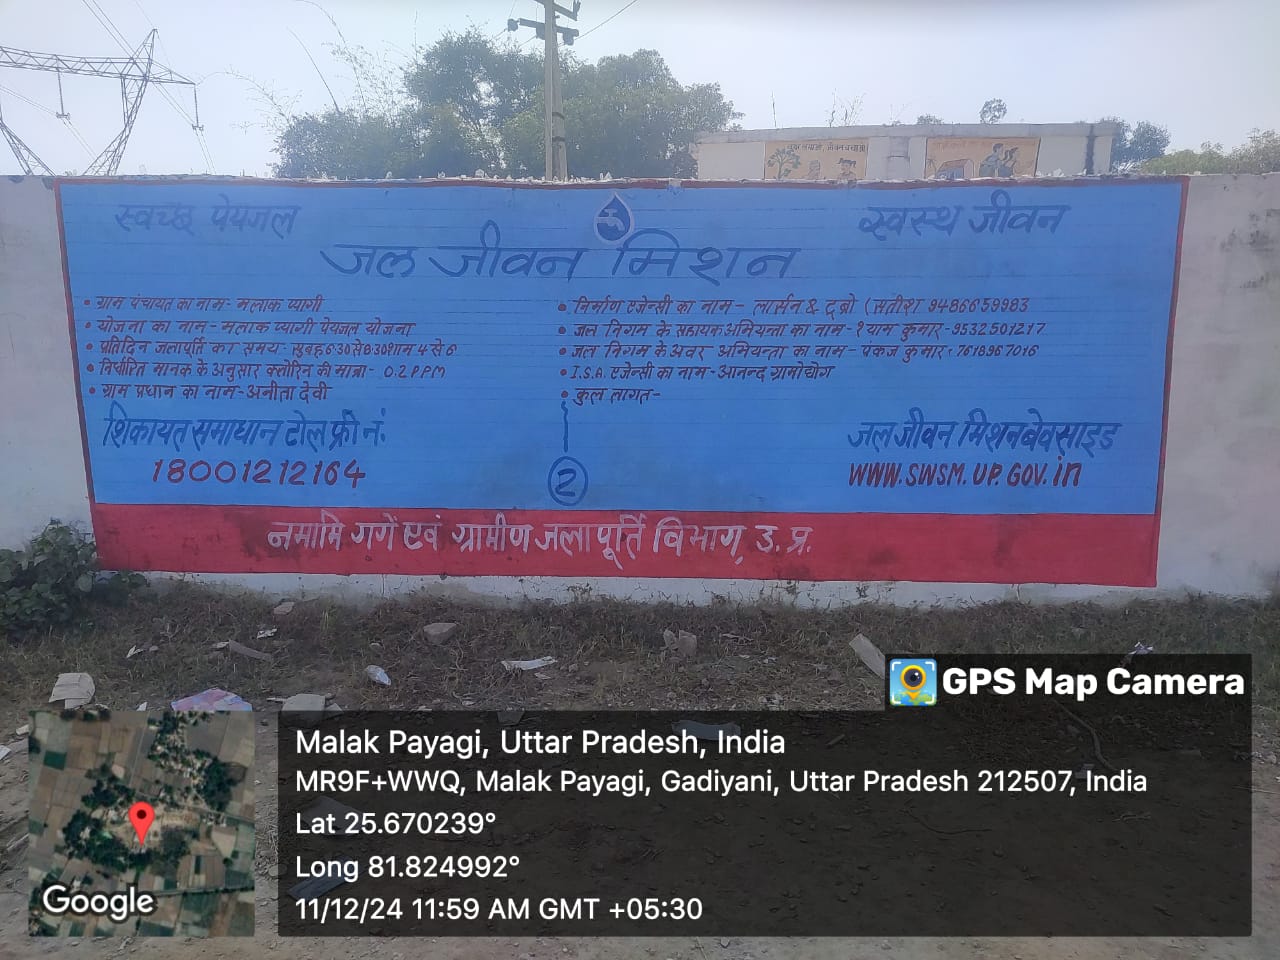 वृक्ष लगाओ, जीवन बचाओ
स्वच्छ पेयजल
स्वस्थ जीवन
जल जीवन मिशन
• ग्राम पंचायत का नाम- मलाक प्यागी
• योजना का नाम- मलाक प्यागी पेयजल योजना
• प्रतिदिन जलापूर्ति का समय- सुबह 6:30 से 8:30 शाम 4 से 6
• निर्धारित मानक के अनुसार क्लोरिन की मात्रा- 0.2 PPM
• ग्राम प्रधान का नाम- अनीता देवी
• निर्माण एजेन्सी का नाम- लार्सन & टूब्रो (सतीश 9486659983
• जल निगम के सहायक अभियन्ता का नाम- श्याम कुमार- 9532501217
• जल निगम के अवर अभियन्ता का नाम- पंकज कुमार- 7618967016
• I.S.A. एजेन्सी का नाम- आनन्द ग्रामोद्योग
• कुल लागत-
शिकायत समाधान टोल फ्री नं.
18001212164
2
जल जीवन मिशन वेवसाइड
WWW.SWSM.UP.GOV.in
नमामि गंगे एवं ग्रामीण जलापूर्ति विभाग, उ. प्र.
GPS Map Camera
Malak Payagi, Uttar Pradesh, India
MR9F+WWQ, Malak Payagi, Gadiyani, Uttar Pradesh 212507, India
Lat 25.670239°
Long 81.824992°
11/12/24 11:59 AM GMT +05:30
Google